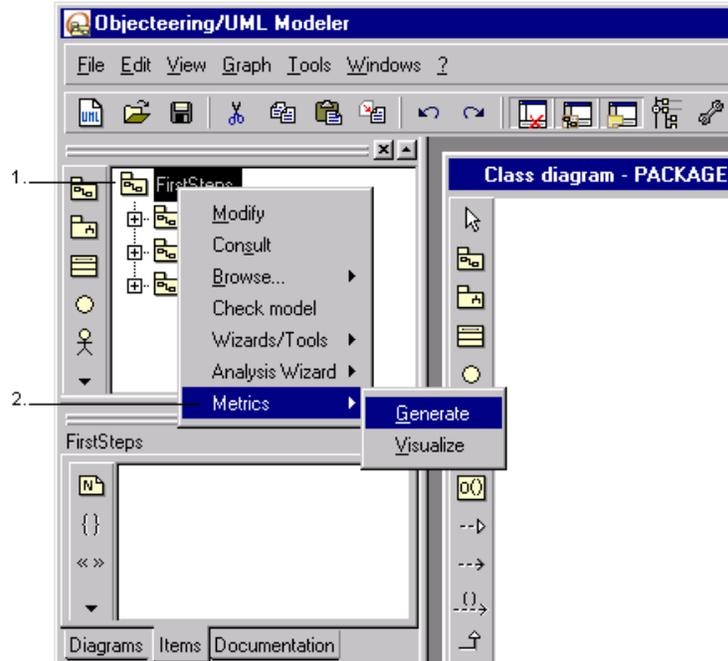 Objecteering/UML Modeler
File Edit View Graph Tools Windows ?
UML
1.
FirstSteps
Class diagram - PACKAGE
Modify
Consult
Browse...
Check model
Wizards/Tools
Analysis Wizard
2.
Metrics
Generate
Visualize
FirstSteps
N
{}
« »
o()
()
Diagrams Items Documentation